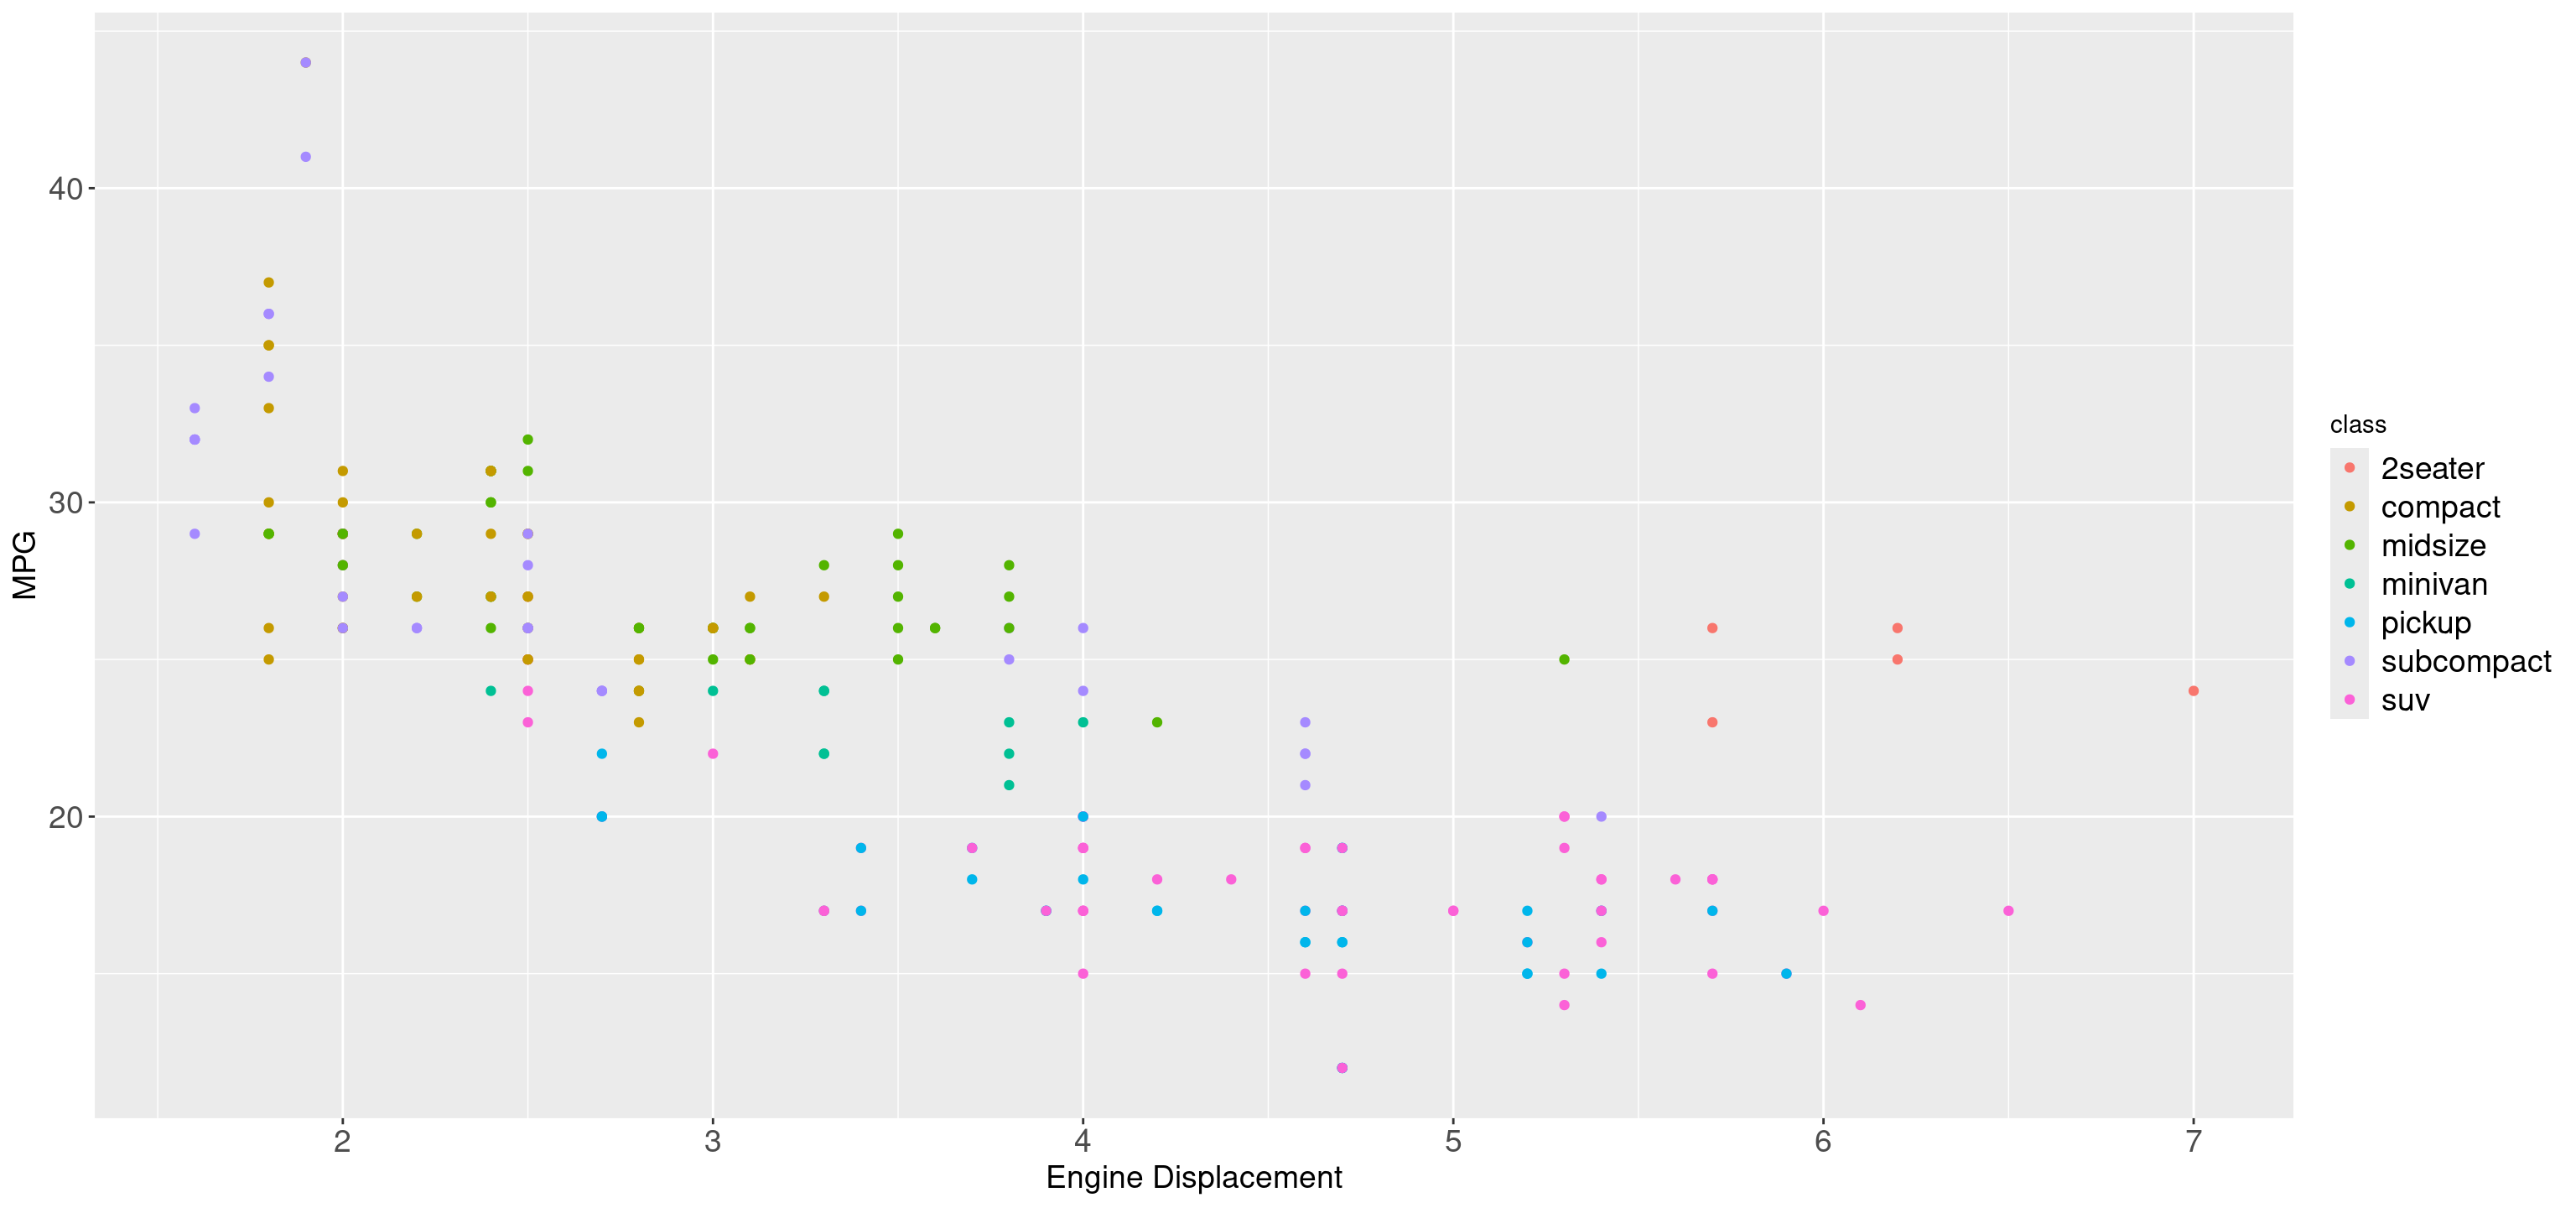 MPG
40
30
20
2
3
4
5
6
7
Engine Displacement
class
2seater
compact
midsize
minivan
pickup
subcompact
suv